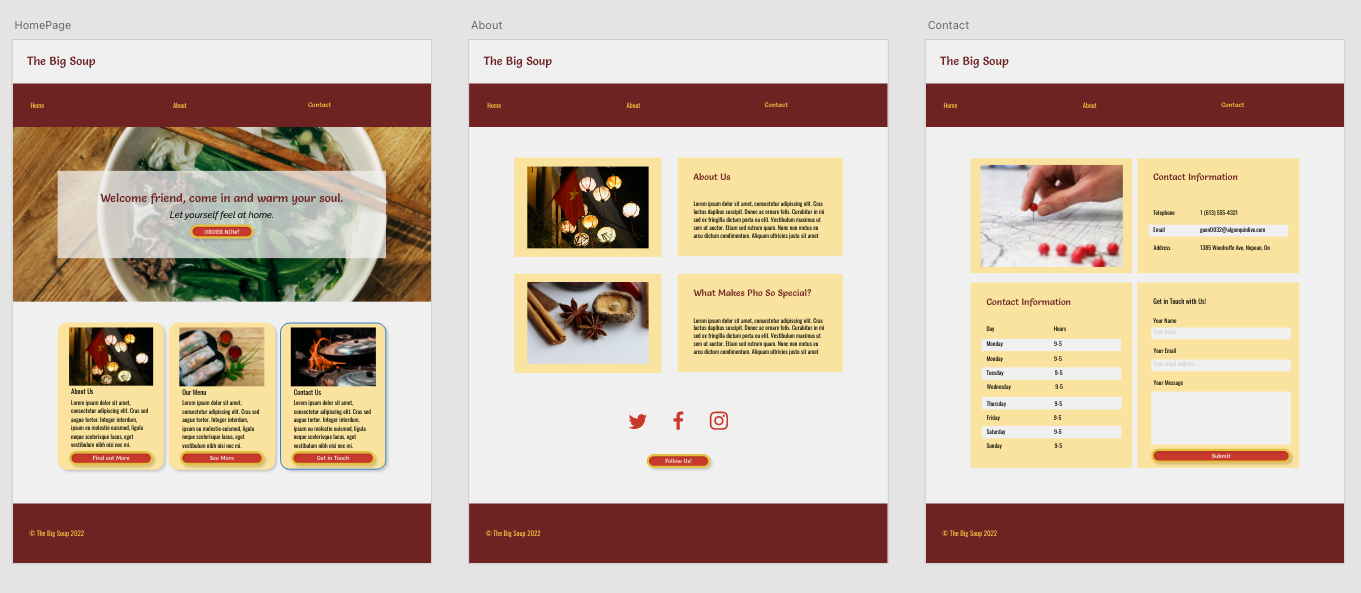 HomePage
The Big Soup
Home About Contact
Welcome friend, come in and warm your soul.
Let yourself feel at home.
ORDER NOW!
About Us
Lorem ipsum dolor sit amet,
consectetur adipiscing elit. Cras sed
augue tortor. Integer interdum,
ipsum eu molestie euismod, ligula
neque scelerisque lacus, eget
vestibulum nibh nisi nec mi.
Find out More
Our Menu
Lorem ipsum dolor sit amet,
consectetur adipiscing elit. Cras sed
augue tortor. Integer interdum,
ipsum eu molestie euismod, ligula
neque scelerisque lacus, eget
vestibulum nibh nisi nec mi.
See More
Contact Us
Lorem ipsum dolor sit amet,
consectetur adipiscing elit. Cras sed
augue tortor. Integer interdum,
ipsum eu molestie euismod, ligula
neque scelerisque lacus, eget
vestibulum nibh nisi nec mi.
Get in Touch
© The Big Soup 2022
About
The Big Soup
Home About Contact
About Us
Lorem ipsum dolor sit amet, consectetur adipiscing elit. Cras
luctus dapibus suscipit. Donec ac ornare felis. Curabitur in mi
sed ex fringilla dictum porta eu elit. Vestibulum maximus ut
sem ut auctor. Etiam sed rutrum quam. Nunc non metus eu
arcu dictum condimentum. Aliquam ultricies justo sit amet
What Makes Pho So Special?
Lorem ipsum dolor sit amet, consectetur adipiscing elit. Cras
luctus dapibus suscipit. Donec ac ornare felis. Curabitur in mi
sed ex fringilla dictum porta eu elit. Vestibulum maximus ut
sem ut auctor. Etiam sed rutrum quam. Nunc non metus eu
arcu dictum condimentum. Aliquam ultricies justo sit amet
Follow Us!
© The Big Soup 2022
Contact
The Big Soup
Home About Contact
Contact Information
Telephone 1 (613) 555-4321
Email guen0032@algonquinlive.com
Address 1385 Woodruffe Ave, Nepean, On
Contact Information
Day Hours
Monday 9-5
Monday 9-5
Tuesday 9-5
Wednesday 9-5
Thursday 9-5
Friday 9-5
Saturday 9-5
Sunday 9-5
Get in Touch with Us!
Your Name
Your name...
Your Email
Your email address...
Your Message
Submit
© The Big Soup 2022